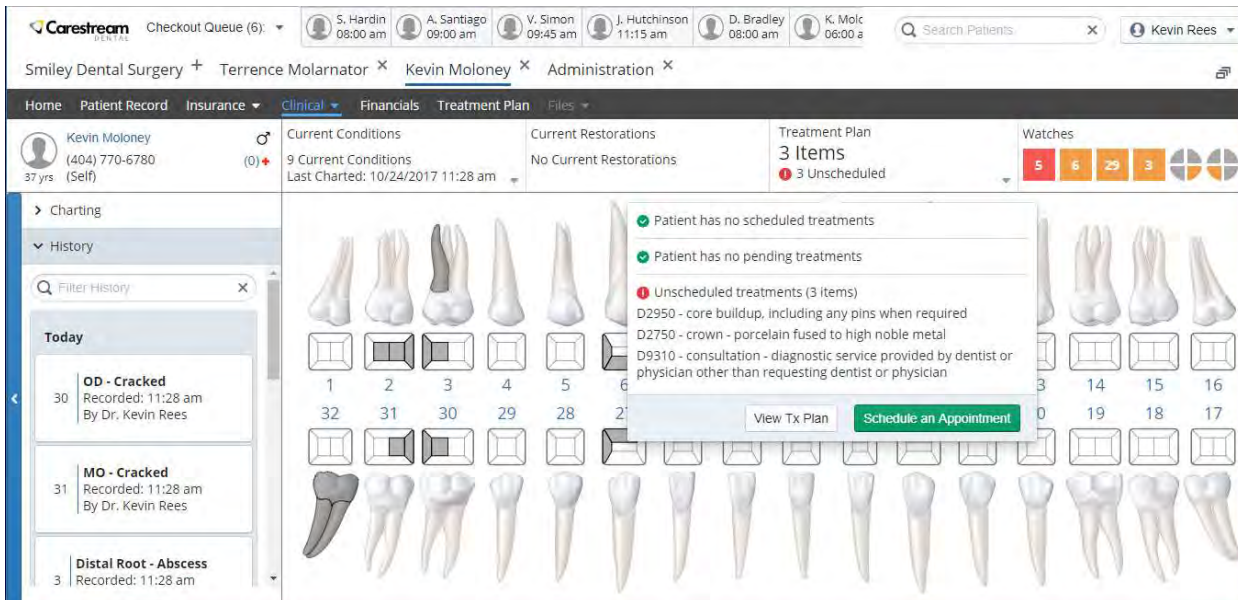 Carestream
DENTAL
Checkout Queue (6):
S. Hardin
08:00 am
A. Santiago
09:00 am
V. Simon
09:45 am
J. Hutchinson
11:15 am
D. Bradley
08:00 am
K. Molc
06:00 a
Search Patients
Kevin Rees
Smiley Dental Surgery + Terrence Molarnator × Kevin Moloney × Administration ×
Home Patient Record Insurance Clinical Financials Treatment Plan Files
Kevin Moloney
(404) 770-6780 (0)
37 yrs (Self)
Current Conditions
9 Current Conditions
Last Charted: 10/24/2017 11:28 am
Current Restorations
No Current Restorations
Treatment Plan
3 Items
3 Unscheduled
Watches
5 6 29 3
Charting
History
Filter History
Today
30
OD - Cracked
Recorded: 11:28 am
By Dr. Kevin Rees
31
MO - Cracked
Recorded: 11:28 am
By Dr. Kevin Rees
3
Distal Root - Abscess
Recorded: 11:28 am
Patient has no scheduled treatments
Patient has no pending treatments
Unscheduled treatments (3 items)
D2950 - core buildup, including any pins when required
D2750 - crown - porcelain fused to high noble metal
D9310 - consultation - diagnostic service provided by dentist or
physician other than requesting dentist or physician
View Tx Plan Schedule an Appointment
1 2 3 4 5 6 3 14 15 16
32 31 30 29 28 27 0 19 18 17